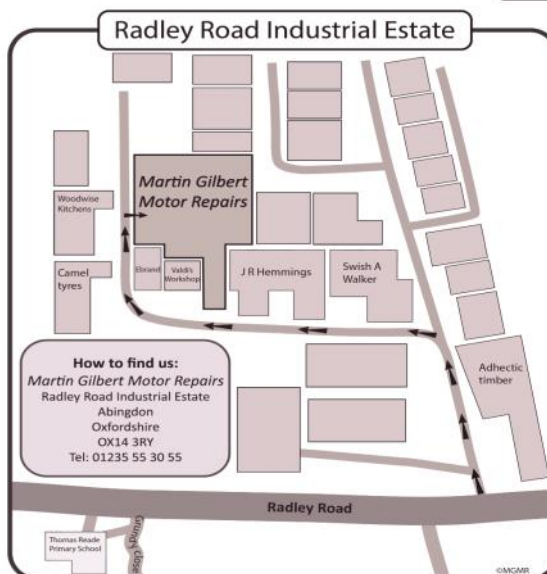 Radley Road Industrial Estate
Martin Gilbert
Motor Repairs
Woodwise
Kitchens
Camel
tyres
Ebrand
Valdi's
Workshop
J R Hemmings
Swish A
Walker
Adhectic
timber
How to find us:
Martin Gilbert Motor Repairs
Radley Road Industrial Estate
Abingdon
Oxfordshire
OX14 3RY
Tel: 01235 55 30 55
Radley Road
Thomas Reade
Primary School
Grundy Close
©MGMR